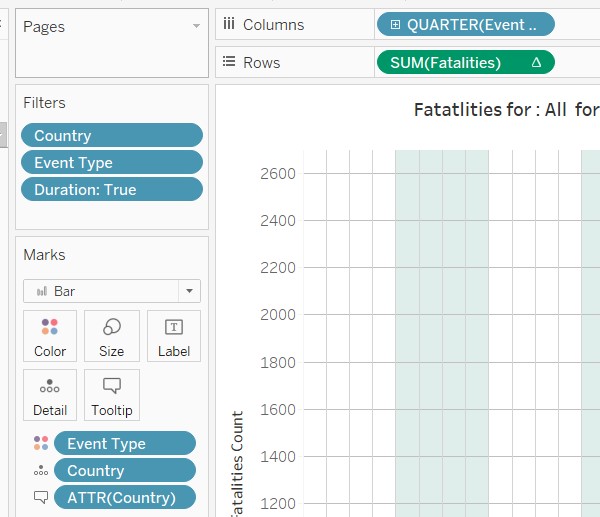 Pages
Columns
QUARTER(Event ..
Rows
SUM(Fatalities) Δ
Filters
Country
Event Type
Duration: True
Marks
Bar
Color
Size
Label
Detail
Tooltip
Event Type
Country
ATTR(Country)
Fatatlities for : All for
2600
2400
2200
2000
1800
1600
1400
1200
Fatalities Count